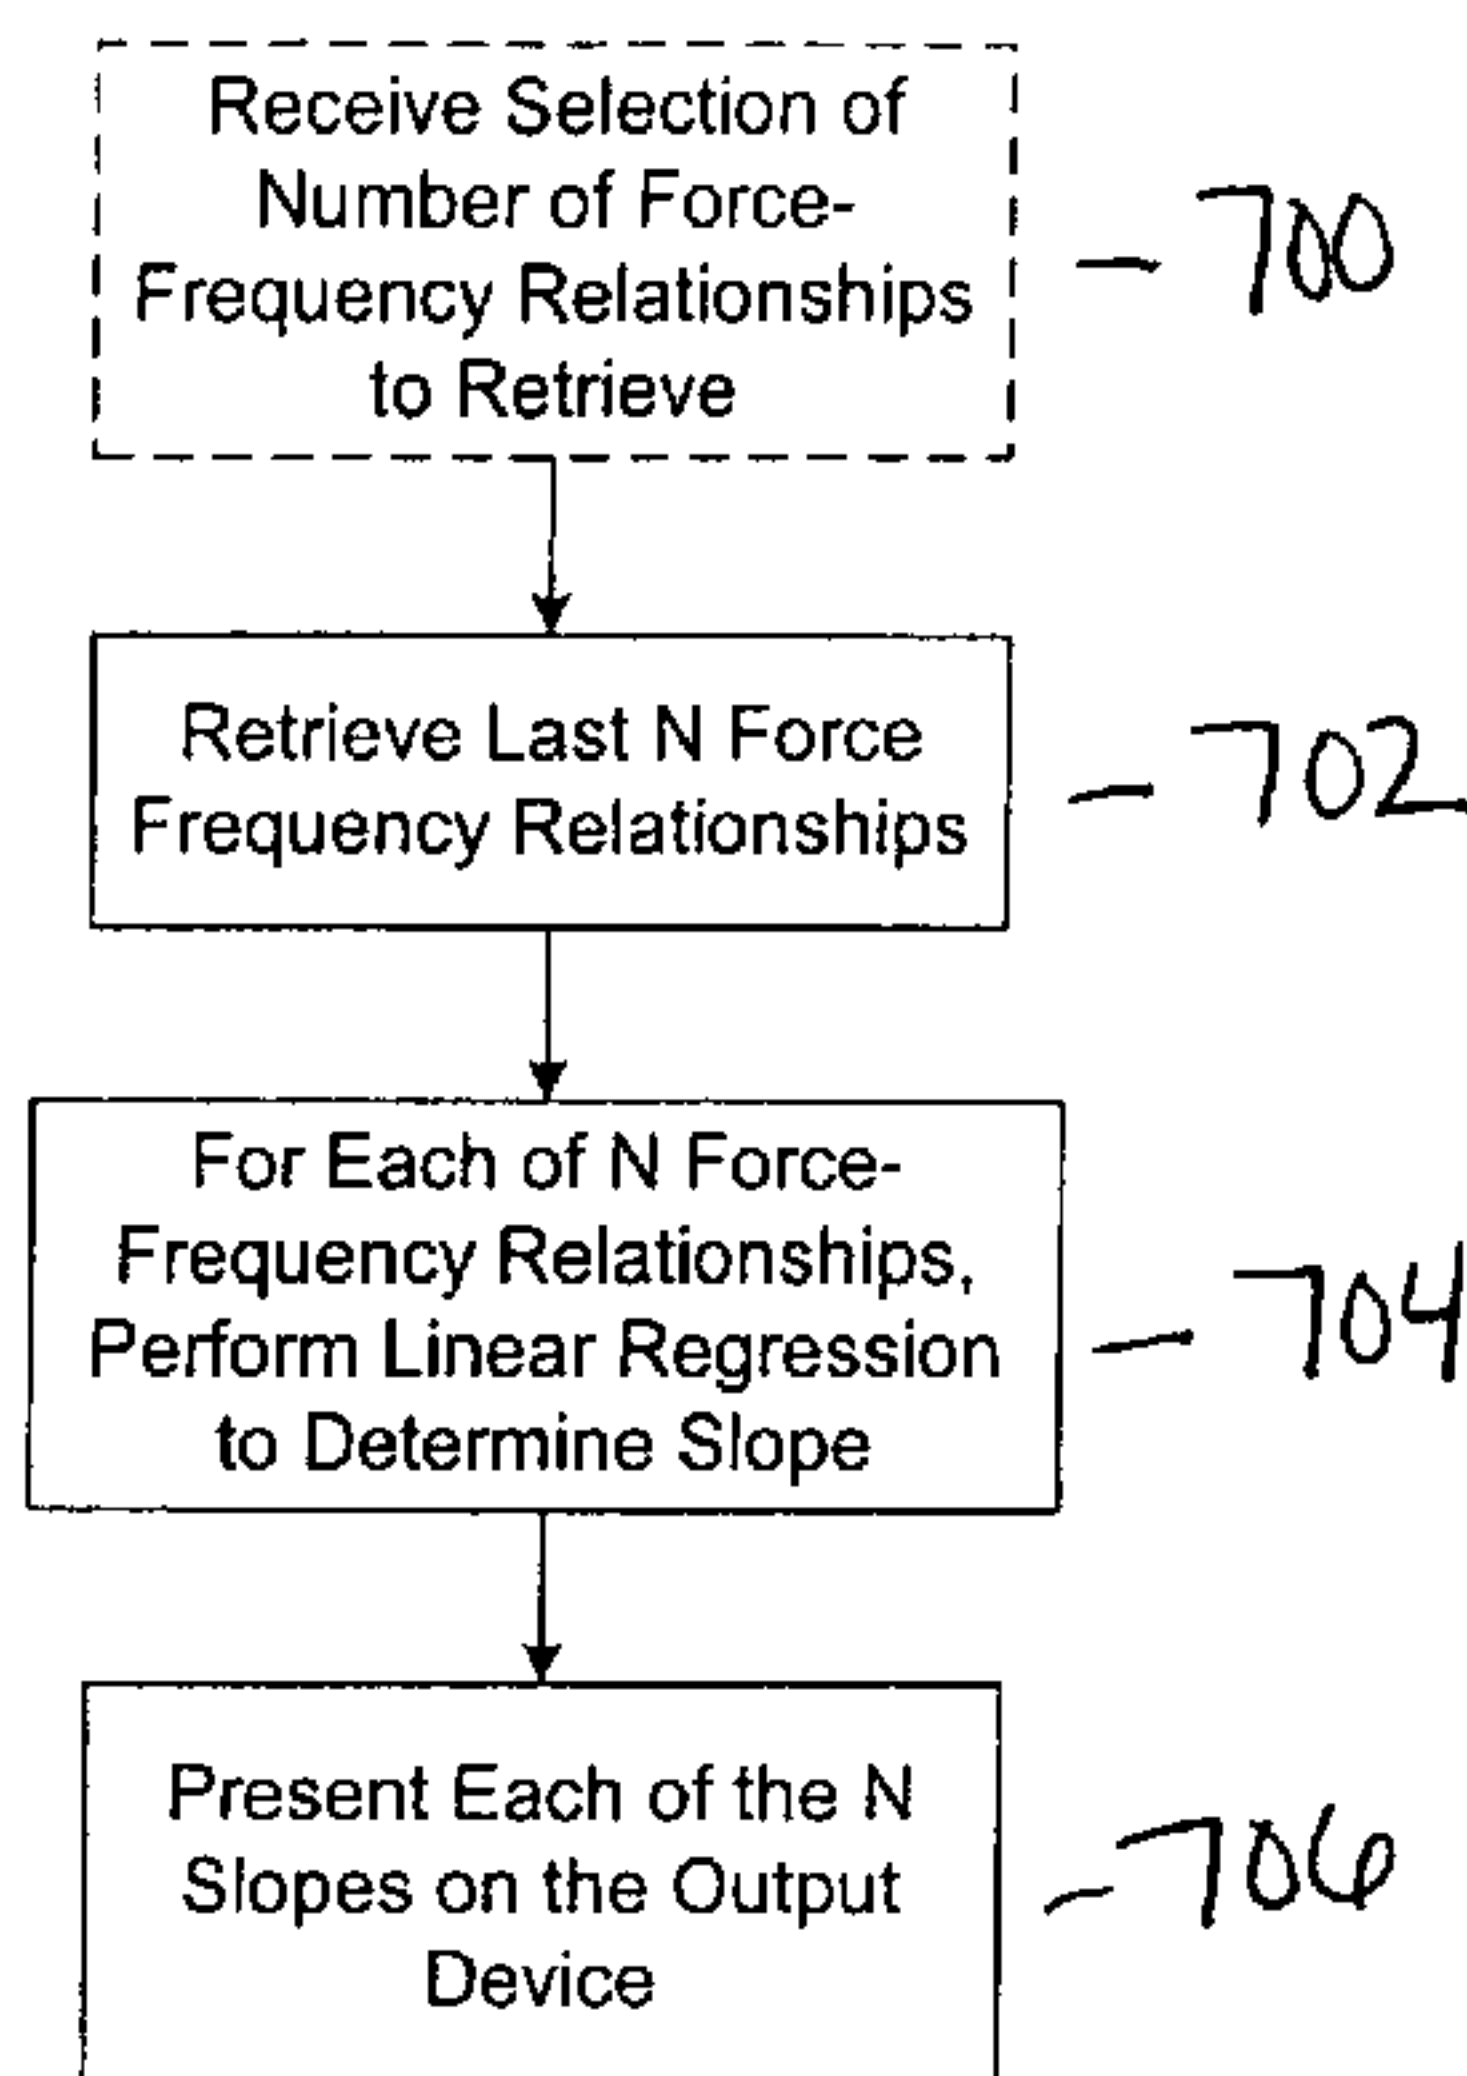 Receive Selection of
Number of Force-
Frequency Relationships
to Retrieve
- 700
Retrieve Last N Force
Frequency Relationships
- 702
For Each of N Force-
Frequency Relationships,
Perform Linear Regression
to Determine Slope
- 704
Present Each of the N
Slopes on the Output
Device
- 706